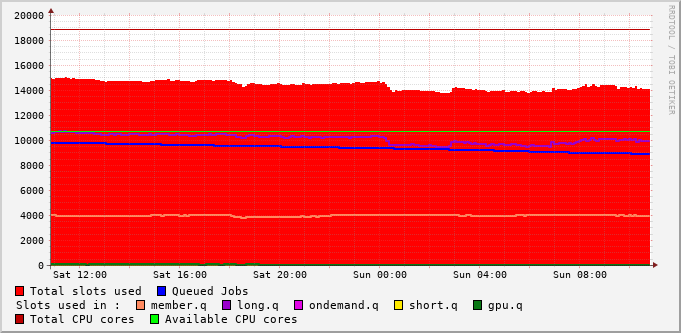 20000
18000
16000
14000
12000
10000
8000
6000
4000
2000
0
Sat 12:00 Sat 16:00 Sat 20:00 Sun 00:00 Sun 04:00 Sun 08:00
Total slots used Queued Jobs
Slots used in : member.q long.q ondemand.q short.q gpu.q
Total CPU cores Available CPU cores
RRDTOOL / TOBI OETIKER